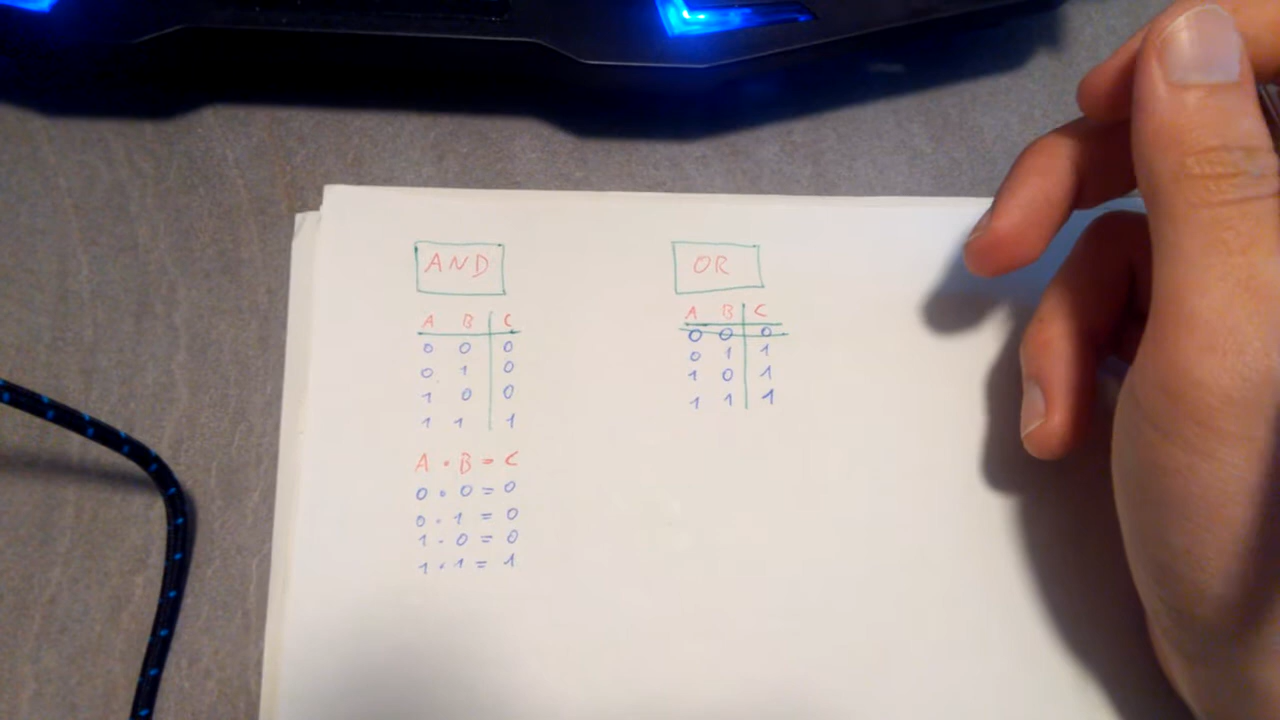 AND
A B C
0 0 0
0 1 0
1 0 0
1 1 1
A · B = C
0 · 0 = 0
0 · 1 = 0
1 · 0 = 0
1 · 1 = 1
OR
A B C
0 0 0
0 1 1
1 0 1
1 1 1